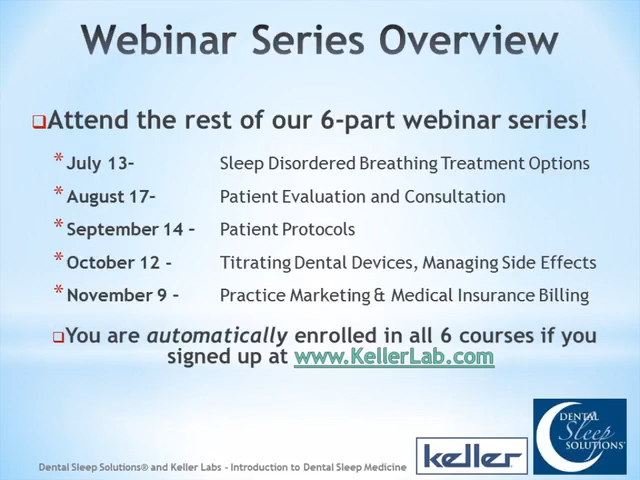 Webinar Series Overview
❑Attend the rest of our 6-part webinar series!
* July 13– Sleep Disordered Breathing Treatment Options
* August 17– Patient Evaluation and Consultation
* September 14 – Patient Protocols
* October 12 - Titrating Dental Devices, Managing Side Effects
* November 9 - Practice Marketing & Medical Insurance Billing
❑You are automatically enrolled in all 6 courses if you
signed up at www.KellerLab.com
Dental Sleep Solutions® and Keller Labs - Introduction to Dental Sleep Medicine
keller
DENTAL
Sleep
SOLUTIONS